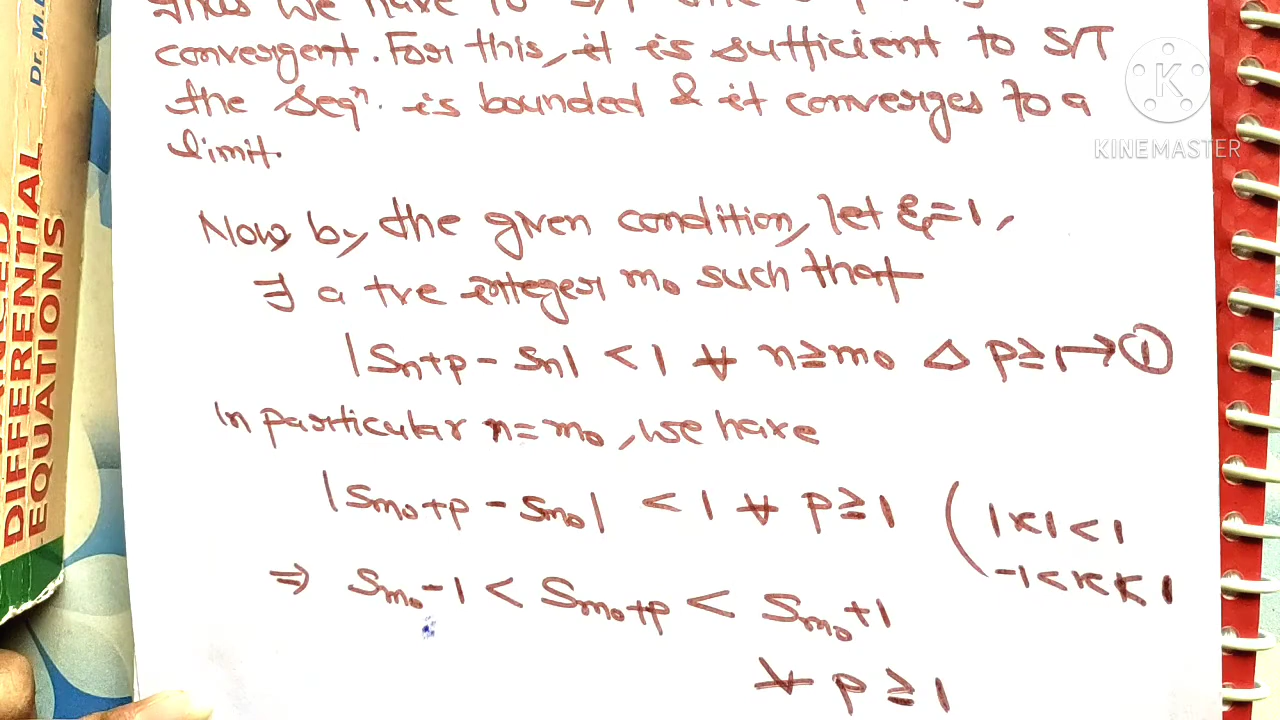 convergent. For this, it is sufficient to S/T
the seqⁿ. is bounded & it converges to a
limit.
Now by the given condition, let ε=1,
∃ a +ve integer m₀ such that
|Sn+p - Sn| < 1 ∀ n≥m₀ & p≥1→①
In particular n=m₀, we have
|Sm₀+p - Sm₀| < 1 ∀ p≥1
(|x|<1
-1<x<1
⇒ Sm₀-1 < Sm₀+p < Sm₀+1
∀ p≥1
DIFFERENTIAL
EQUATIONS
Dr.
K
KINEMASTER